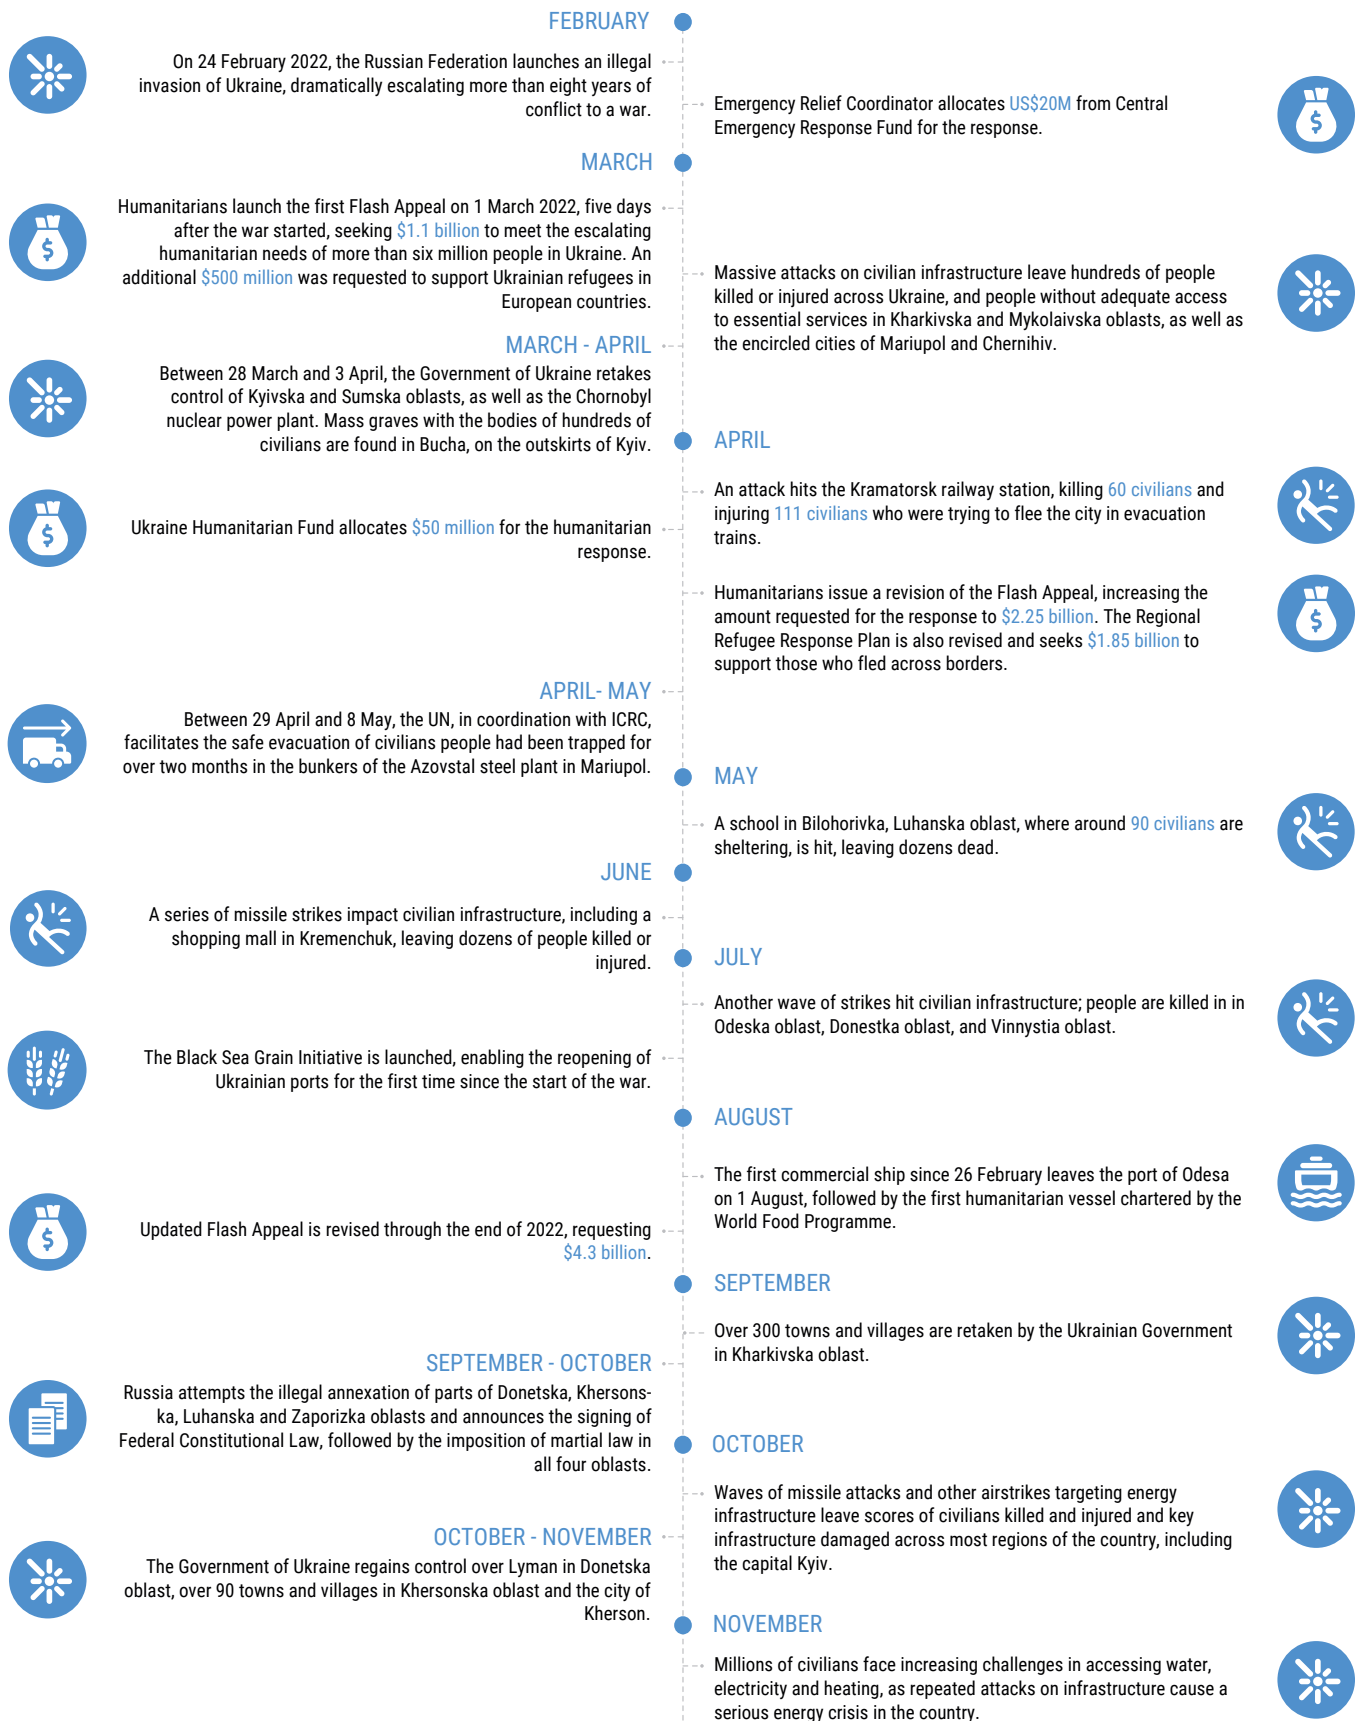 FEBRUARY
On 24 February 2022, the Russian Federation launches an illegal
invasion of Ukraine, dramatically escalating more than eight years of
conflict to a war.
Emergency Relief Coordinator allocates US$20M from Central
Emergency Response Fund for the response.
MARCH
Humanitarians launch the first Flash Appeal on 1 March 2022, five days
after the war started, seeking $1.1 billion to meet the escalating
humanitarian needs of more than six million people in Ukraine. An
additional $500 million was requested to support Ukrainian refugees in
European countries.
Massive attacks on civilian infrastructure leave hundreds of people
killed or injured across Ukraine, and people without adequate access
to essential services in Kharkivska and Mykolaivska oblasts, as well as
the encircled cities of Mariupol and Chernihiv.
MARCH - APRIL
Between 28 March and 3 April, the Government of Ukraine retakes
control of Kyivska and Sumska oblasts, as well as the Chornobyl
nuclear power plant. Mass graves with the bodies of hundreds of
civilians are found in Bucha, on the outskirts of Kyiv.
APRIL
An attack hits the Kramatorsk railway station, killing 60 civilians and
injuring 111 civilians who were trying to flee the city in evacuation
trains.
Ukraine Humanitarian Fund allocates $50 million for the humanitarian
response.
Humanitarians issue a revision of the Flash Appeal, increasing the
amount requested for the response to $2.25 billion. The Regional
Refugee Response Plan is also revised and seeks $1.85 billion to
support those who fled across borders.
APRIL- MAY
Between 29 April and 8 May, the UN, in coordination with ICRC,
facilitates the safe evacuation of civilians people had been trapped for
over two months in the bunkers of the Azovstal steel plant in Mariupol.
MAY
A school in Bilohorivka, Luhanska oblast, where around 90 civilians are
sheltering, is hit, leaving dozens dead.
JUNE
A series of missile strikes impact civilian infrastructure, including a
shopping mall in Kremenchuk, leaving dozens of people killed or
injured.
JULY
Another wave of strikes hit civilian infrastructure; people are killed in in
Odeska oblast, Donestka oblast, and Vinnystia oblast.
The Black Sea Grain Initiative is launched, enabling the reopening of
Ukrainian ports for the first time since the start of the war.
AUGUST
The first commercial ship since 26 February leaves the port of Odesa
on 1 August, followed by the first humanitarian vessel chartered by the
World Food Programme.
Updated Flash Appeal is revised through the end of 2022, requesting
$4.3 billion.
SEPTEMBER
Over 300 towns and villages are retaken by the Ukrainian Government
in Kharkivska oblast.
SEPTEMBER - OCTOBER
Russia attempts the illegal annexation of parts of Donetska, Khersons-
ka, Luhanska and Zaporizka oblasts and announces the signing of
Federal Constitutional Law, followed by the imposition of martial law in
all four oblasts.
OCTOBER
Waves of missile attacks and other airstrikes targeting energy
infrastructure leave scores of civilians killed and injured and key
infrastructure damaged across most regions of the country, including
the capital Kyiv.
OCTOBER - NOVEMBER
The Government of Ukraine regains control over Lyman in Donetska
oblast, over 90 towns and villages in Khersonska oblast and the city of
Kherson.
NOVEMBER
Millions of civilians face increasing challenges in accessing water,
electricity and heating, as repeated attacks on infrastructure cause a
serious energy crisis in the country.